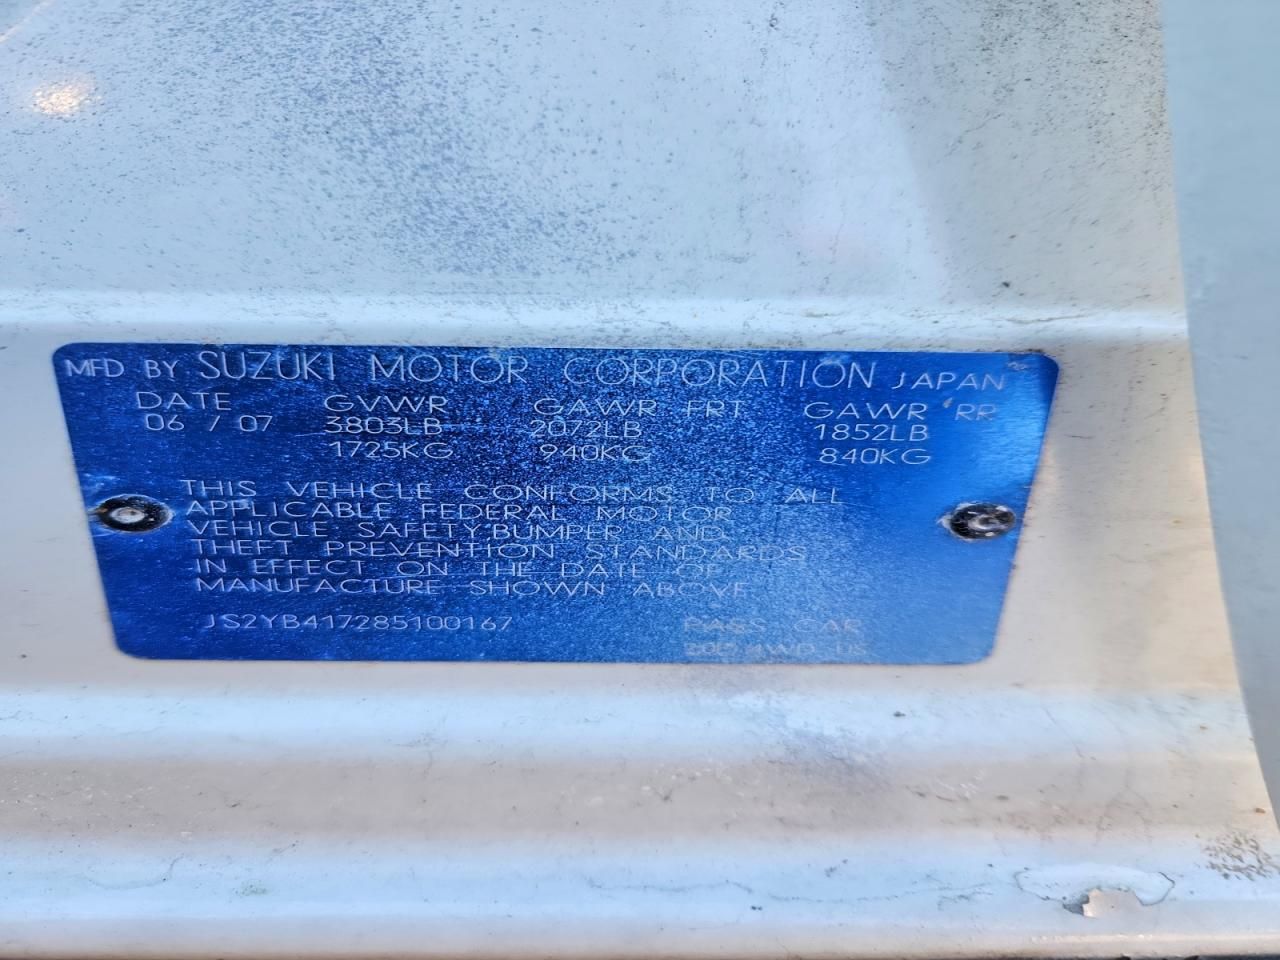 MFD BY SUZUKI MOTOR CORPORATION JAPAN
DATE GVWR GAWR FRT GAWR RR
06 / 07 3803LB 2072LB 1852LB
1725KG 940KG 840KG
THIS VEHICLE CONFORMS TO ALL
APPLICABLE FEDERAL MOTOR
VEHICLE SAFETY,BUMPER AND
THEFT PREVENTION STANDARDS
IN EFFECT ON THE DATE OF
MANUFACTURE SHOWN ABOVE
JS2YB417285100167 PASS CAR
4WD US